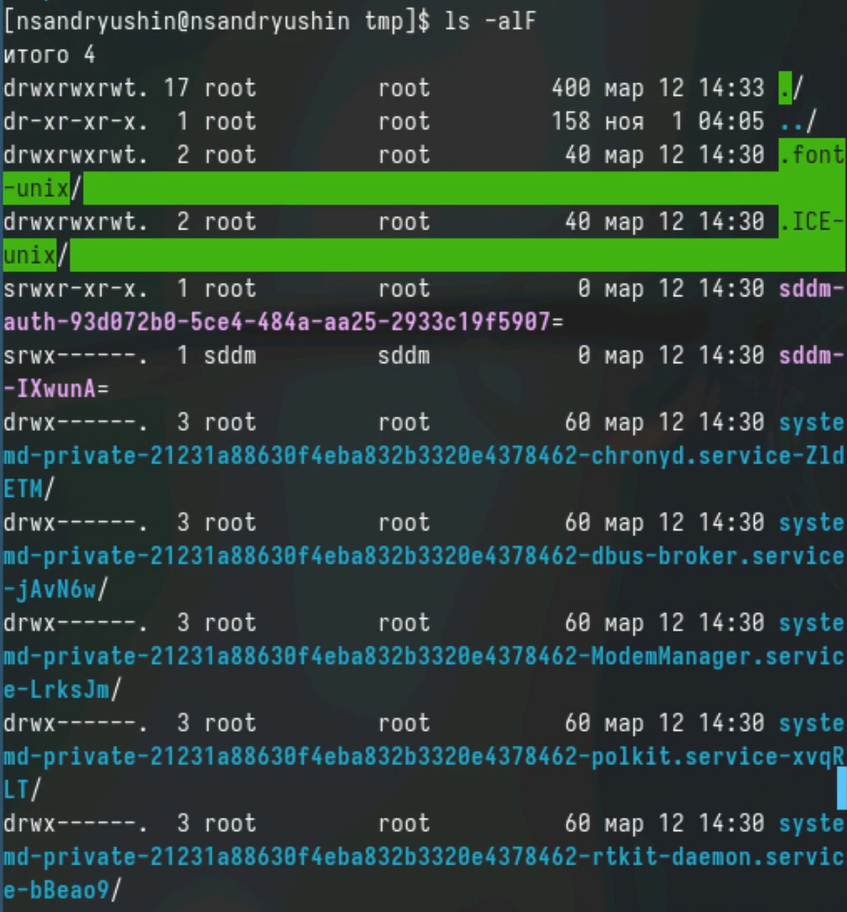 [nsandryushin@nsandryushin tmp]$ ls -alF
итого 4
drwxrwxrwt. 17 root         root         400 мар 12 14:33 ./
dr-xr-xr-x.  1 root         root         158 ноя  1 04:05 ../
drwxrwxrwt.  2 root         root          40 мар 12 14:30 .font
-unix/
drwxrwxrwt.  2 root         root          40 мар 12 14:30 .ICE-
unix/
srwxr-xr-x.  1 root         root           0 мар 12 14:30 sddm-
auth-93d072b0-5ce4-484a-aa25-2933c19f5907=
srwx------.  1 sddm         sddm           0 мар 12 14:30 sddm-
-IXwunA=
drwx------.  3 root         root          60 мар 12 14:30 syste
md-private-21231a88630f4eba832b3320e4378462-chronyd.service-Zld
ETM/
drwx------.  3 root         root          60 мар 12 14:30 syste
md-private-21231a88630f4eba832b3320e4378462-dbus-broker.service
-jAvN6w/
drwx------.  3 root         root          60 мар 12 14:30 syste
md-private-21231a88630f4eba832b3320e4378462-ModemManager.servic
e-LrksJm/
drwx------.  3 root         root          60 мар 12 14:30 syste
md-private-21231a88630f4eba832b3320e4378462-polkit.service-xvqR
LT/
drwx------.  3 root         root          60 мар 12 14:30 syste
md-private-21231a88630f4eba832b3320e4378462-rtkit-daemon.servic
e-bBeao9/